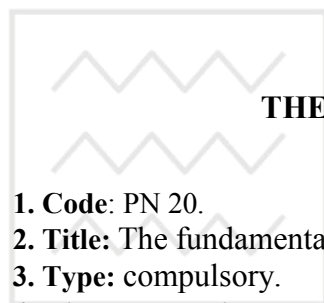 THE
1. Code: PN 20.
2. Title: The fundamenta
3. Type: compulsory.